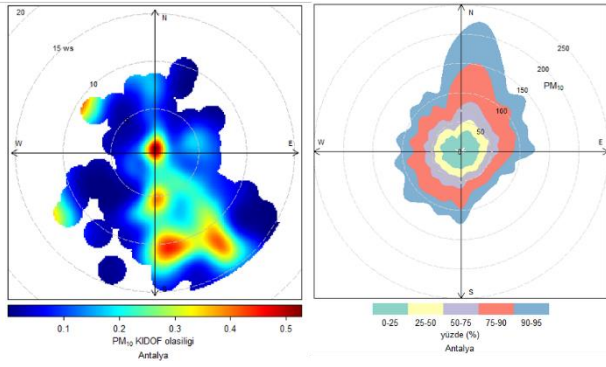 20
N
15 ws
10
W
E
0.1 0.2 0.3 0.4 0.5
PM₁₀ KIDOF olasiligi
Antalya
N
250
200
PM₁₀
150
100
50
W
E
S
0-25 25-50 50-75 75-90 90-95
yüzde (%)
Antalya